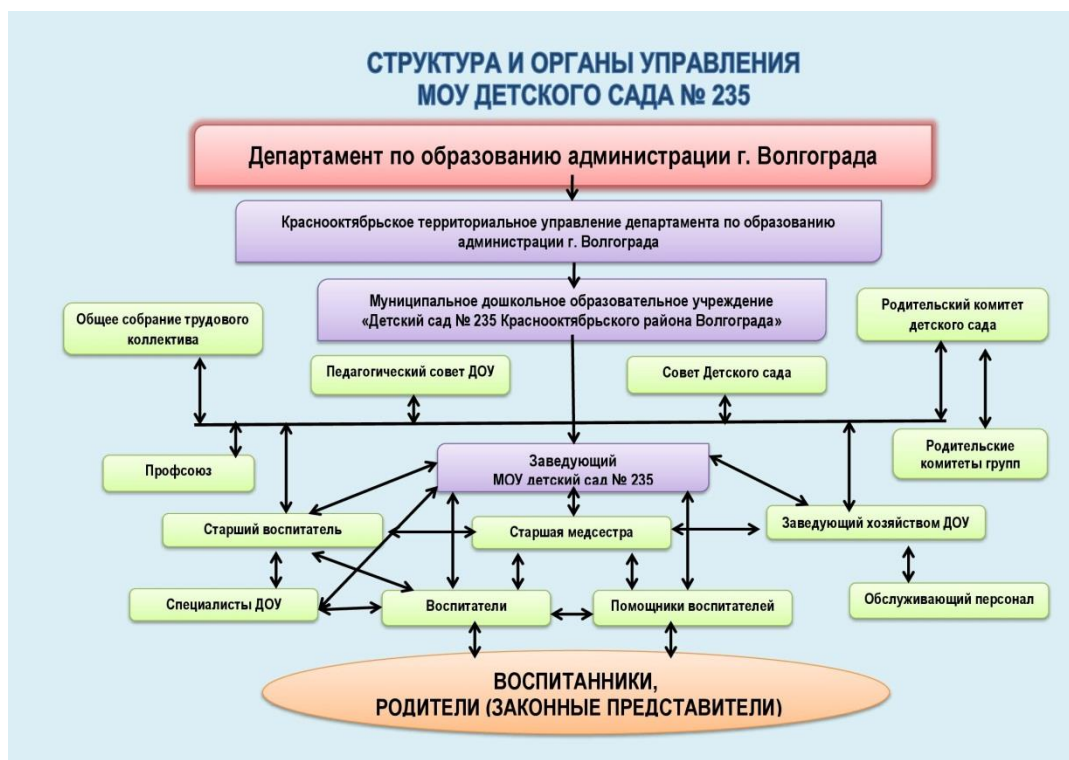 СТРУКТУРА И ОРГАНЫ УПРАВЛЕНИЯ
МОУ ДЕТСКОГО САДА № 235
Департамент по образованию администрации г. Волгограда
Краснооктябрьское территориальное управление департамента по образованию
администрации г. Волгограда
Муниципальное дошкольное образовательное учреждение
«Детский сад № 235 Краснооктябрьского района Волгограда»
Общее собрание трудового
коллектива
Родительский комитет
детского сада
Педагогический совет ДОУ
Совет Детского сада
Профсоюз
Заведующий
МОУ детский сад № 235
Родительские
комитеты групп
Старший воспитатель
Старшая медсестра
Заведующий хозяйством ДОУ
Специалисты ДОУ
Воспитатели
Помощники воспитателей
Обслуживающий персонал
ВОСПИТАННИКИ,
РОДИТЕЛИ (ЗАКОННЫЕ ПРЕДСТАВИТЕЛИ)